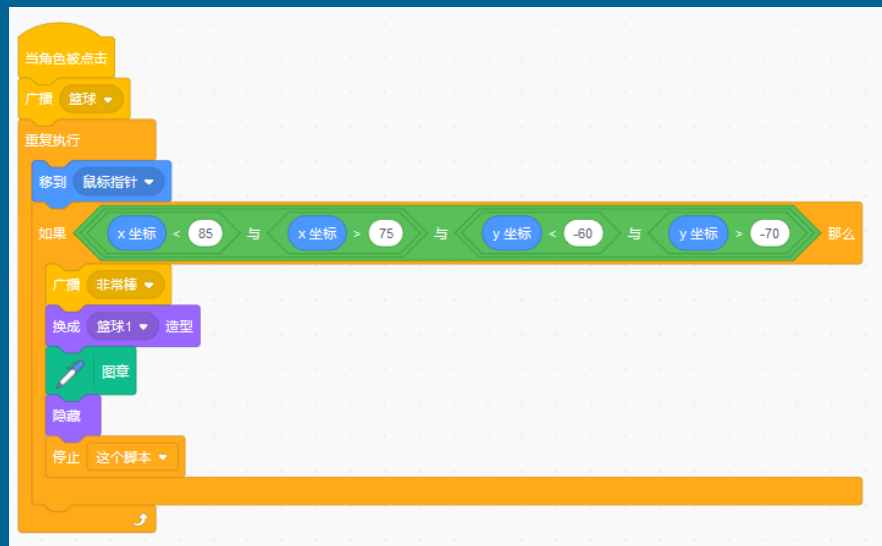 当角色被点击
广播 篮球
重复执行
移到 鼠标指针
如果 x 坐标 < 85 与 x 坐标 > 75 与 y 坐标 < -60 与 y 坐标 > -70 那么
广播 非常棒
换成 篮球1 造型
图章
隐藏
停止 这个脚本